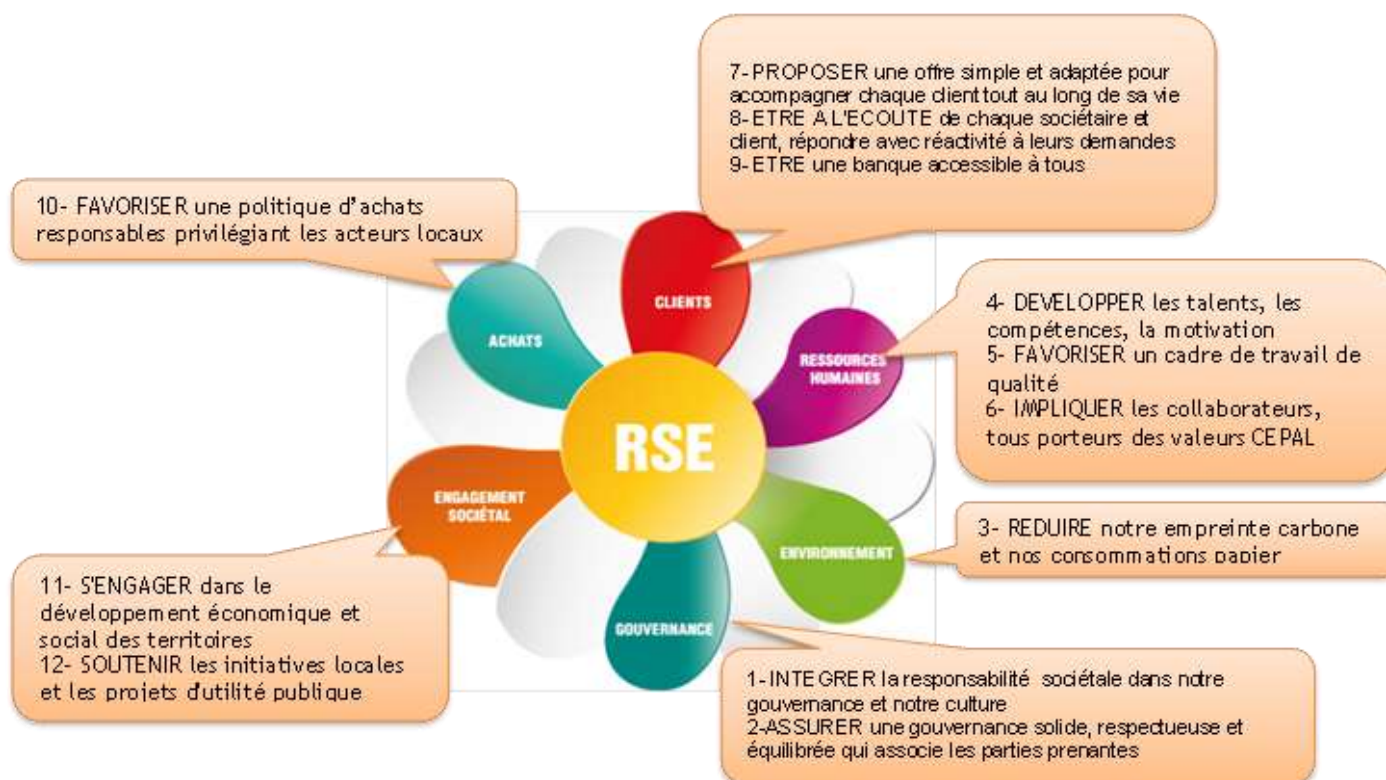 7- PROPOSER une offre simple et adaptée pour
accompagner chaque client tout au long de sa vie
8- ETRE A L'ECOUTE de chaque sociétaire et
client, répondre avec réactivité à leurs demandes
9- ETRE une banque accessible à tous
10- FAVORISER une politique d'achats
responsables privilégiant les acteurs locaux
CLIENTS
ACHATS
RESSOURCES
HUMAINES
4- DEVELOPPER les talents, les
compétences, la motivation
5- FAVORISER un cadre de travail de
qualité
6- IMPLIQUER les collaborateurs,
tous porteurs des valeurs CEPAL
RSE
ENGAGEMENT
SOCIÉTAL
ENVIRONNEMENT
3- REDUIRE notre empreinte carbone
et nos consommations papier
11- S'ENGAGER dans le
développement économique et
social des territoires
12- SOUTENIR les initiatives locales
et les projets d'utilité publique
GOUVERNANCE
1- INTEGRER la responsabilité sociétale dans notre
gouvernance et notre culture
2-ASSURER une gouvernance solide, respectueuse et
équilibrée qui associe les parties prenantes